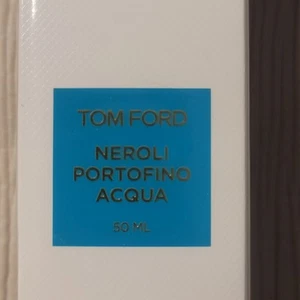 TOM FORD
NEROLI
PORTOFINO
ACQUA
50 ML